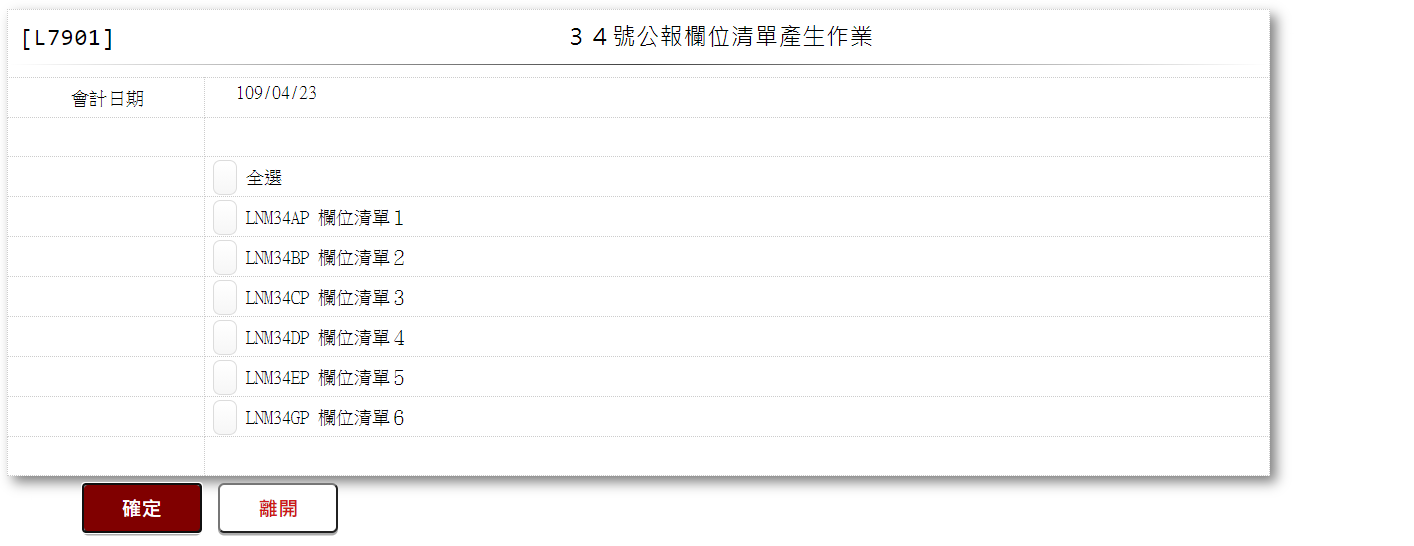 [L7901] ３４號公報欄位清單產生作業
會計日期 109/04/23
全選
LNM34AP 欄位清單１
LNM34BP 欄位清單２
LNM34CP 欄位清單３
LNM34DP 欄位清單４
LNM34EP 欄位清單５
LNM34GP 欄位清單６
確定 離開